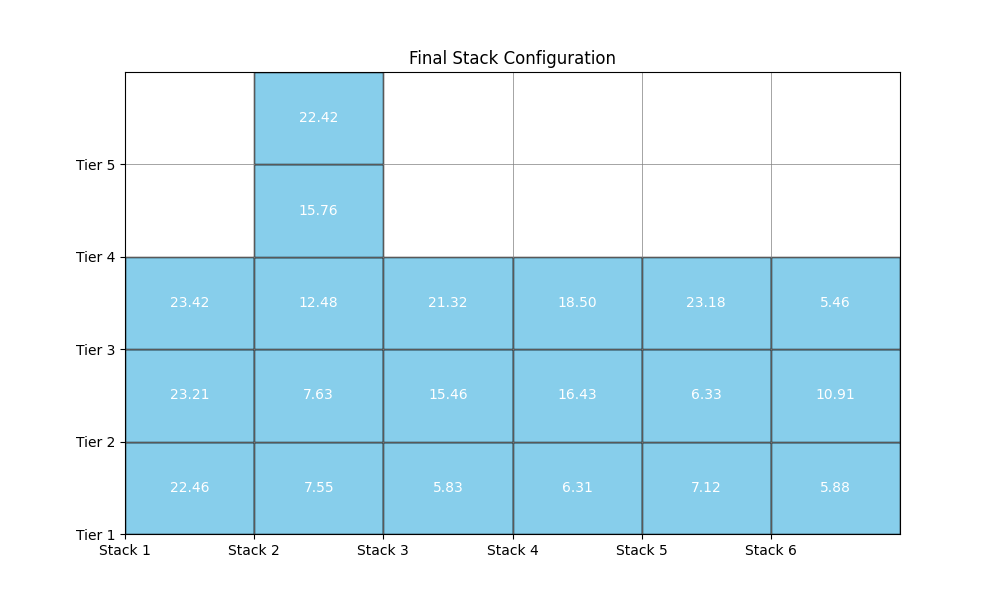 Final Stack Configuration
22.42
Tier 5
15.76
Tier 4
23.42 12.48 21.32 18.50 23.18 5.46
Tier 3
23.21 7.63 15.46 16.43 6.33 10.91
Tier 2
22.46 7.55 5.83 6.31 7.12 5.88
Tier 1
Stack 1 Stack 2 Stack 3 Stack 4 Stack 5 Stack 6